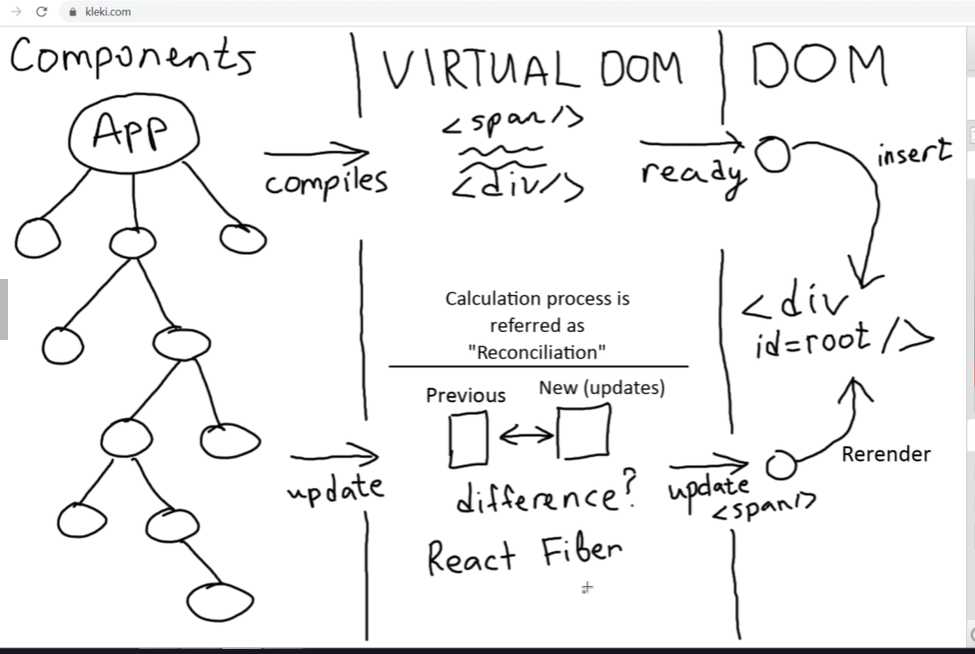 kleki.com
Components
VIRTUAL DOM
DOM
App
compiles
<span/>
<div/>
ready
insert
<div
id=root />
Calculation process is
referred as
"Reconciliation"
Previous
New (updates)
update
difference?
React Fiber
update
<span/>
Rerender